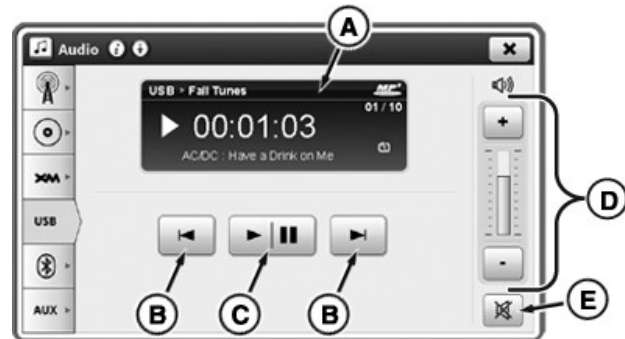 A
Audio
USB ▸ Fall Tunes
MP³
01 / 10
00:01:03
AC/DC : Have a Drink on Me
XM
USB
AUX
+
-
D
B
C
B
E